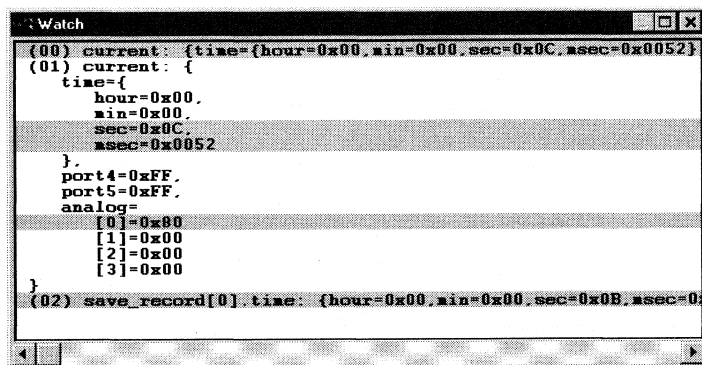 Watch
(00) current: {time={hour=0x00,min=0x00,sec=0x0C,msec=0x0052}
(01) current: {
time={
hour=0x00,
min=0x00,
sec=0x0C,
msec=0x0052
},
port4=0xFF,
port5=0xFF,
analog=
[0]=0x80
[1]=0x00
[2]=0x00
[3]=0x00
}
(02) save_record[0].time: {hour=0x00,min=0x00,sec=0x0B,msec=0x